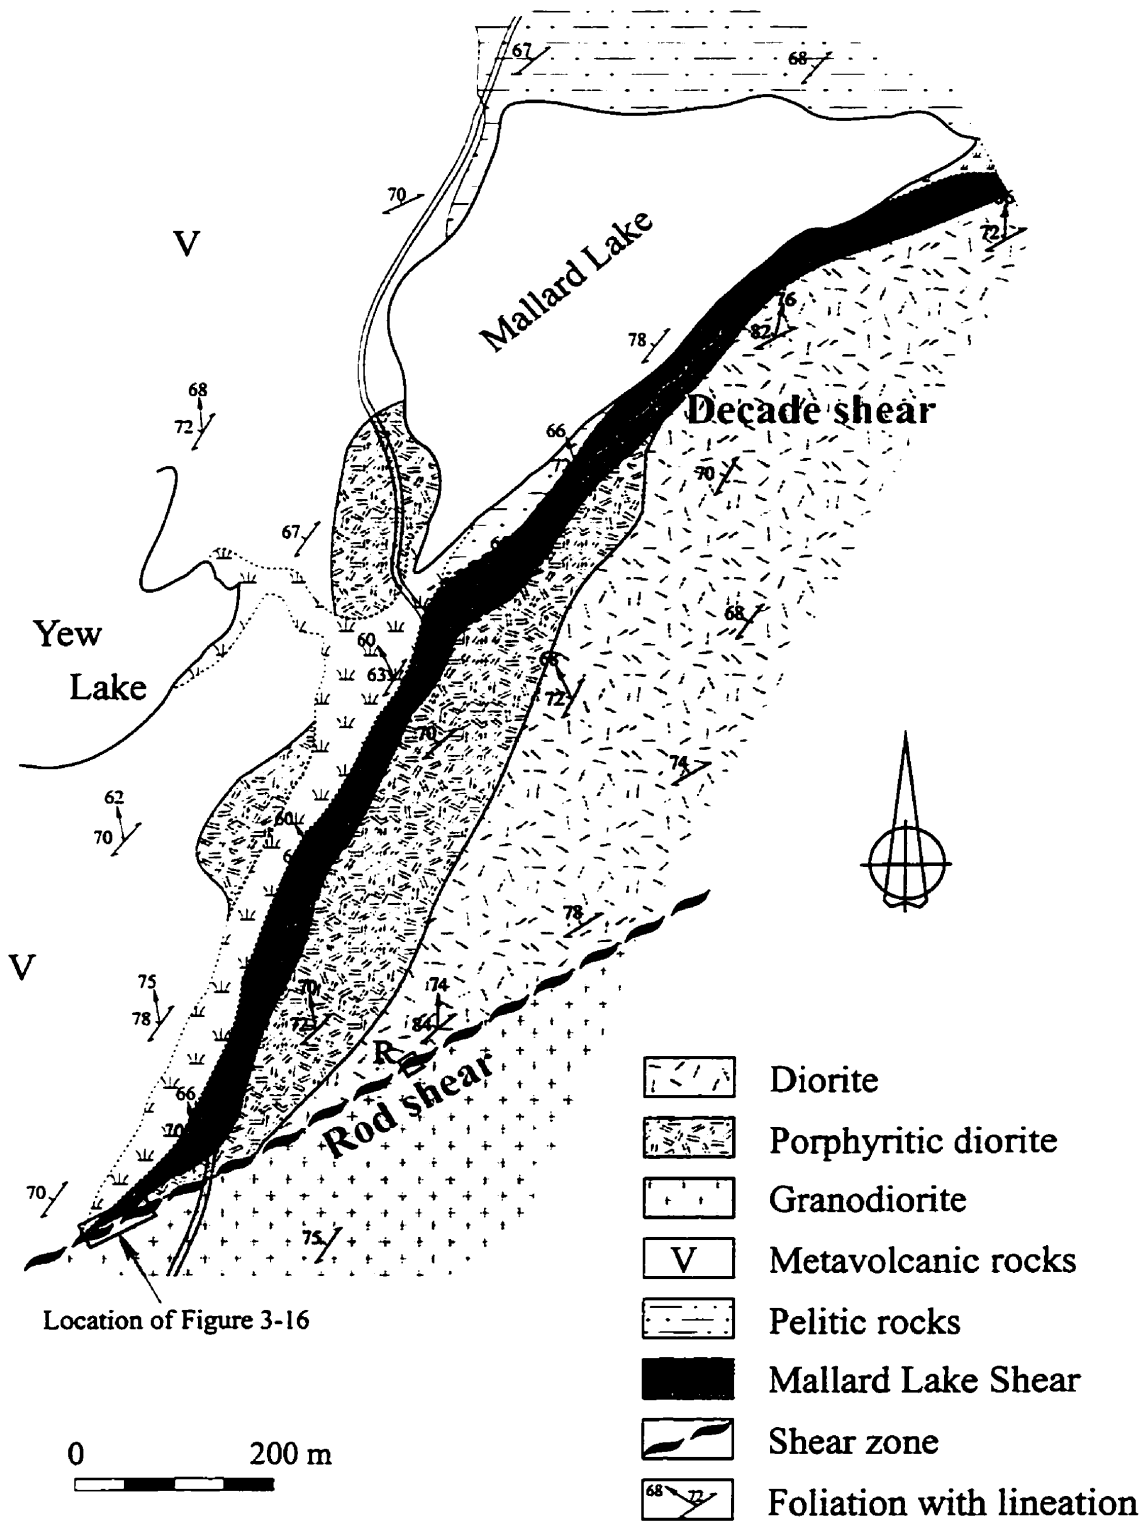 67
68
70
V
72
Mallard Lake
76
78
82
68
72
Decade shear
66
70
67
68
Yew
Lake
60
63
68
72
70
74
62
70
60
78
V
75
78
70
72
74
84
R
Rod shear
66
70
70
75
Location of Figure 3-16
0 200 m
Diorite
Porphyritic diorite
Granodiorite
V Metavolcanic rocks
Pelitic rocks
Mallard Lake Shear
Shear zone
68 72 Foliation with lineation